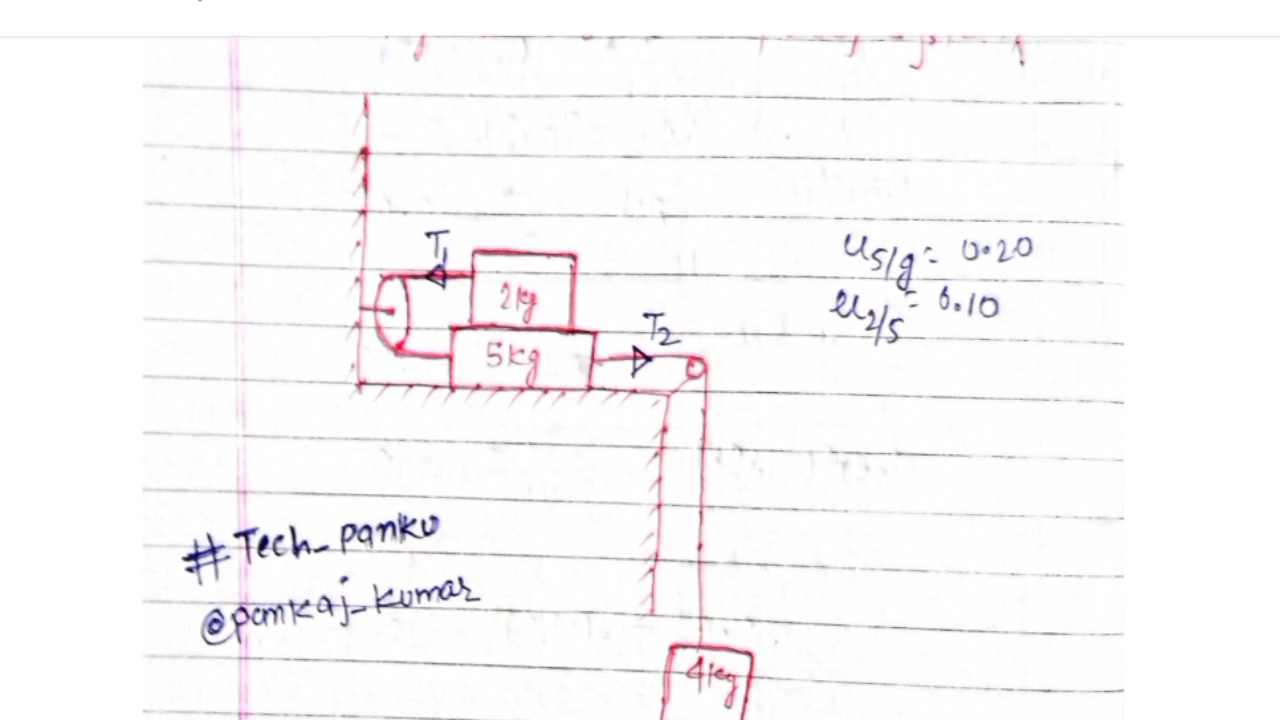 T₁
2kg
T₂
5kg
u5/g = 0.20
u2/5 = 0.10
4kg
#Tech_panku
@pankaj_kumar